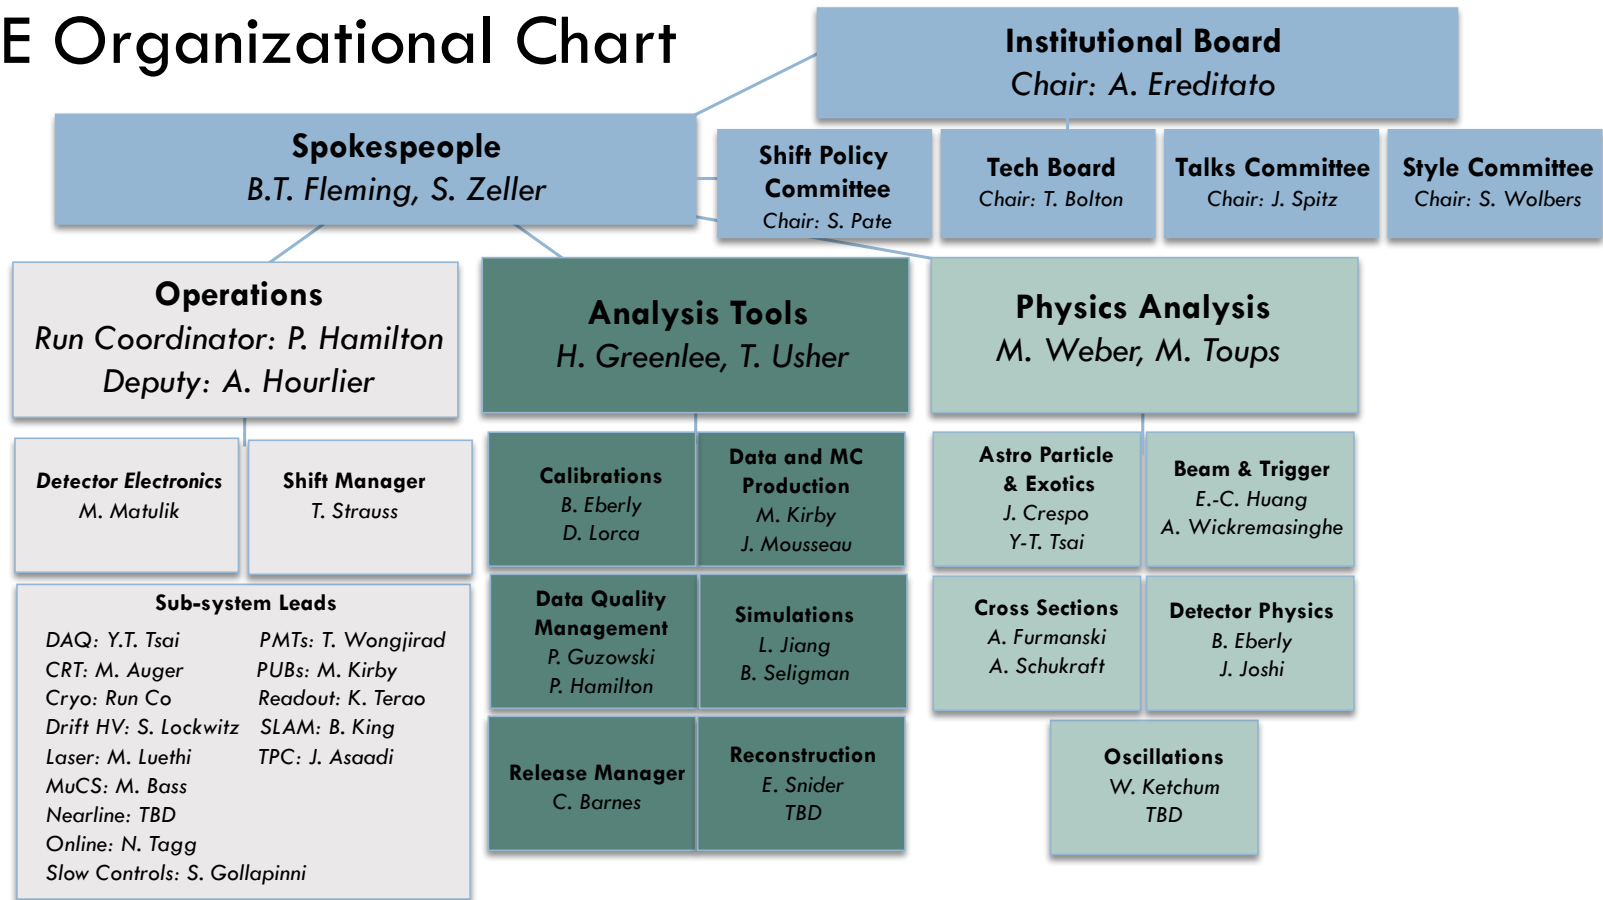 E Organizational Chart
Institutional Board
Chair: A. Ereditato
Spokespeople
B.T. Fleming, S. Zeller
Shift Policy
Committee
Chair: S. Pate
Tech Board
Chair: T. Bolton
Talks Committee
Chair: J. Spitz
Style Committee
Chair: S. Wolbers
Operations
Run Coordinator: P. Hamilton
Deputy: A. Hourlier
Analysis Tools
H. Greenlee, T. Usher
Physics Analysis
M. Weber, M. Toups
Detector Electronics
M. Matulik
Shift Manager
T. Strauss
Sub-system Leads
DAQ: Y.T. Tsai
CRT: M. Auger
Cryo: Run Co
Drift HV: S. Lockwitz
Laser: M. Luethi
MuCS: M. Bass
Nearline: TBD
Online: N. Tagg
Slow Controls: S. Gollapinni
PMTs: T. Wongjirad
PUBs: M. Kirby
Readout: K. Terao
SLAM: B. King
TPC: J. Asaadi
Calibrations
B. Eberly
D. Lorca
Data and MC
Production
M. Kirby
J. Mousseau
Data Quality
Management
P. Guzowski
P. Hamilton
Simulations
L. Jiang
B. Seligman
Release Manager
C. Barnes
Reconstruction
E. Snider
TBD
Astro Particle
& Exotics
J. Crespo
Y-T. Tsai
Beam & Trigger
E.-C. Huang
A. Wickremasinghe
Cross Sections
A. Furmanski
A. Schukraft
Detector Physics
B. Eberly
J. Joshi
Oscillations
W. Ketchum
TBD